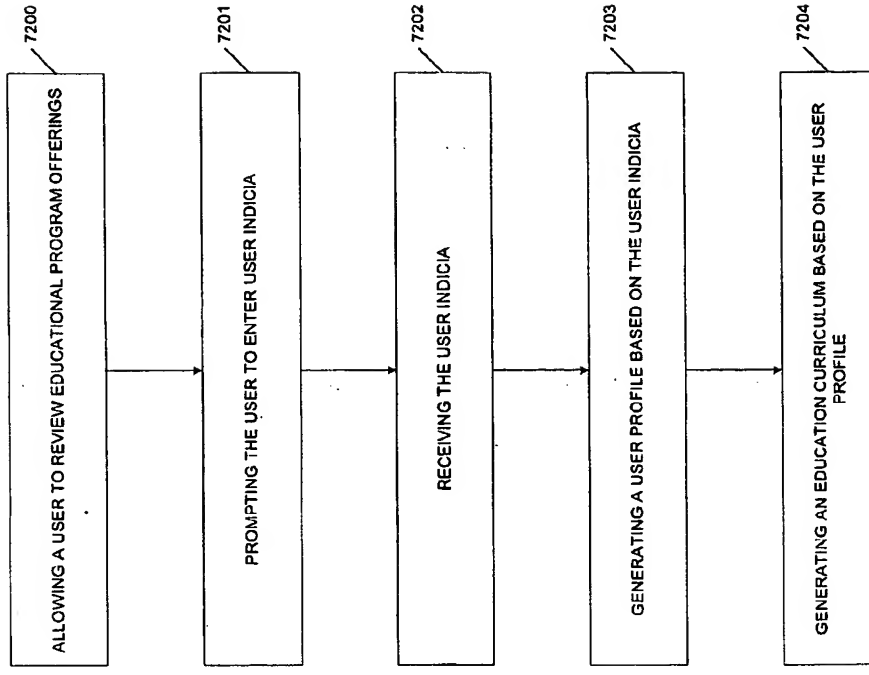 7200
ALLOWING A USER TO REVIEW EDUCATIONAL PROGRAM OFFERINGS
7201
PROMPTING THE USER TO ENTER USER INDICIA
7202
RECEIVING THE USER INDICIA
7203
GENERATING A USER PROFILE BASED ON THE USER INDICIA
7204
GENERATING AN EDUCATION CURRICULUM BASED ON THE USER
PROFILE